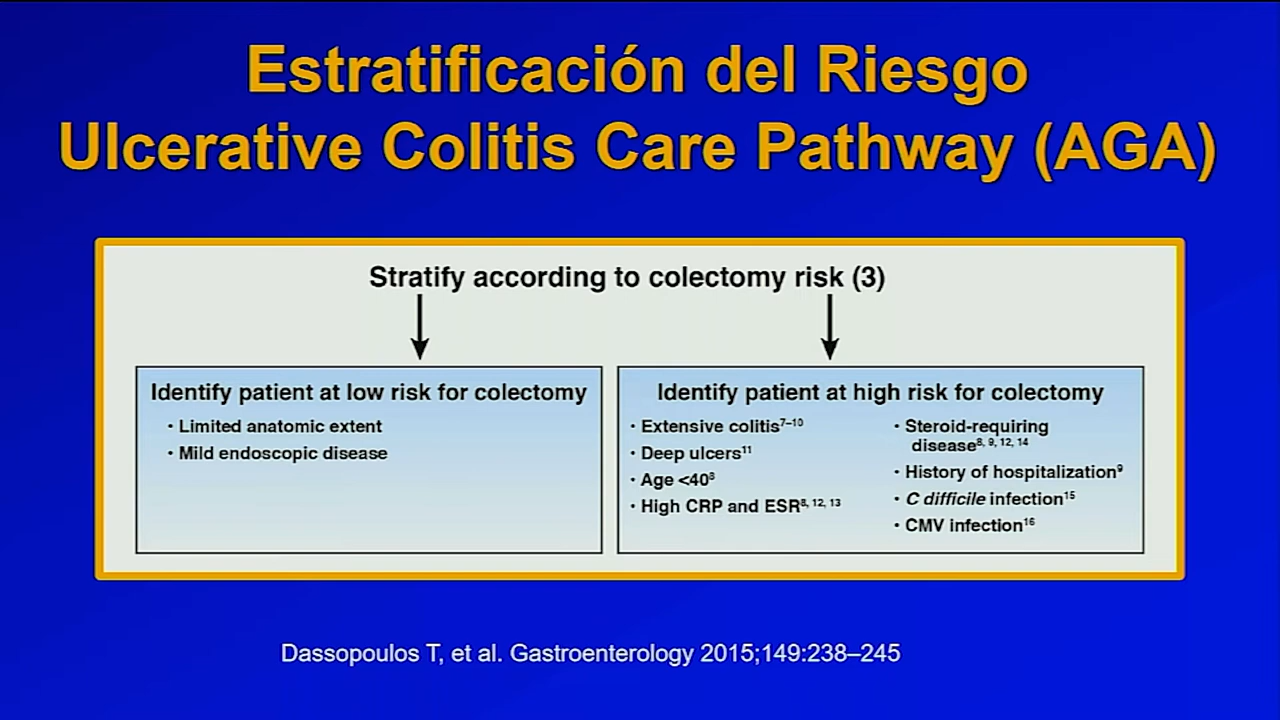 Estratificación del Riesgo
Ulcerative Colitis Care Pathway (AGA)
Stratify according to colectomy risk (3)
Identify patient at low risk for colectomy
• Limited anatomic extent
• Mild endoscopic disease
Identify patient at high risk for colectomy
• Extensive colitis7–10
• Deep ulcers11
• Age <408
• High CRP and ESR8, 12, 13
• Steroid-requiring
disease8, 9, 12, 14
• History of hospitalization9
• C difficile infection15
• CMV infection16
Dassopoulos T, et al. Gastroenterology 2015;149:238–245